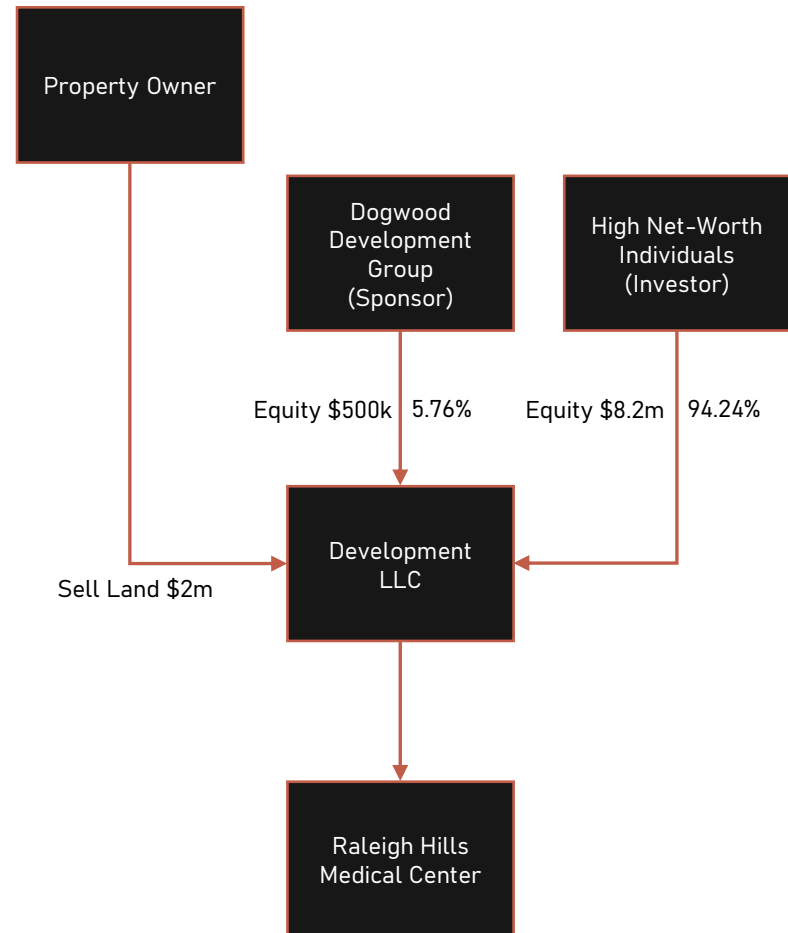 Property Owner
Dogwood
Development
Group
(Sponsor)
High Net-Worth
Individuals
(Investor)
Equity $500k
5.76%
Equity $8.2m
94.24%
Development
LLC
Sell Land $2m
Raleigh Hills
Medical Center